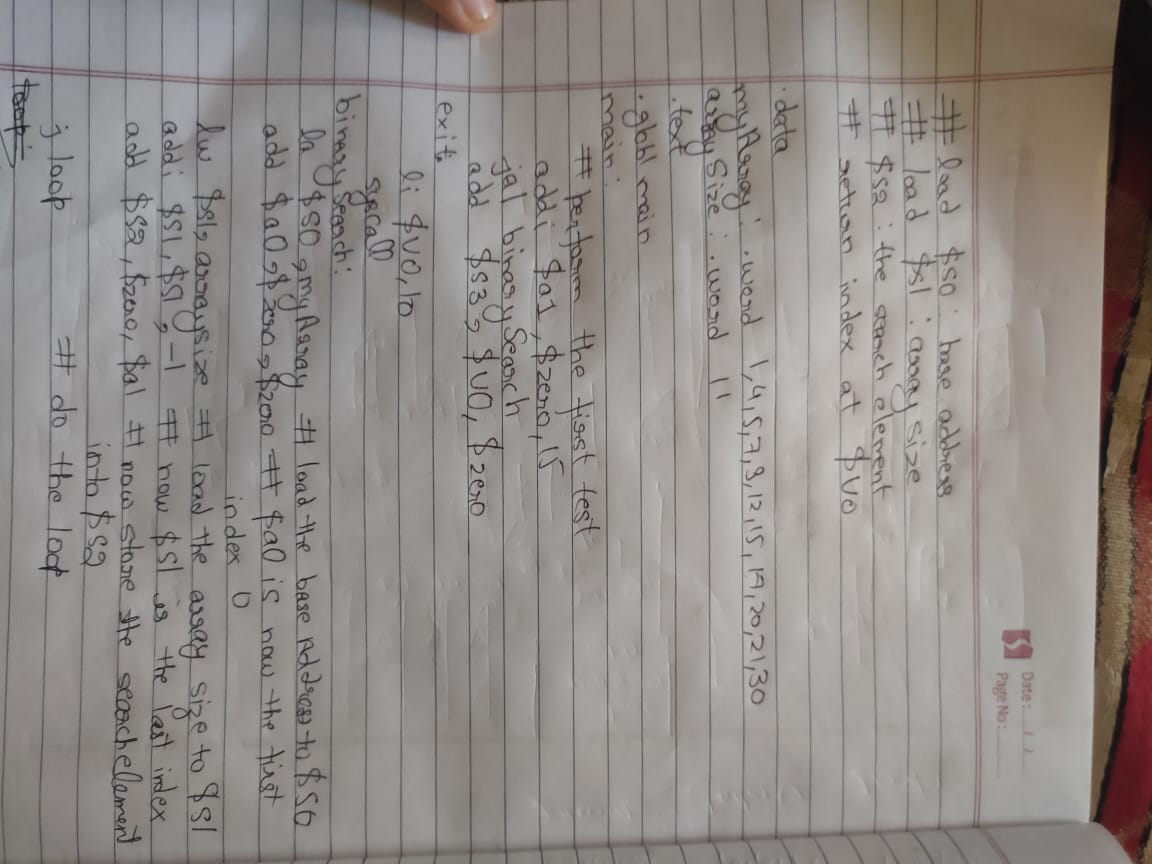 Date:
Page No:
# load $s0 : base address
# load $s1 : array size
# $s2 : the search element
# return index at $v0
.data
myArray: .word 1,4,5,7,9,12,15,17,20,21,30
arraySize: .word 11
.text
.globl main
main:
# perform the first test
addi $a1, $zero, 15
jal binarySearch
add $s3, $v0, $zero
exit:
li $v0, 10
syscall
binarySearch:
la $s0, myArray # load the base address to $s0
add $a0, $zero, $zero # $a0 is now the first
index 0
lw $s1, arraysize # load the array size to $s1
addi $s1, $s1, -1 # now $s1 is the last index
add $s2, $zero, $a1 # now store the search element
into $s2
j loop # do the loop
loop: